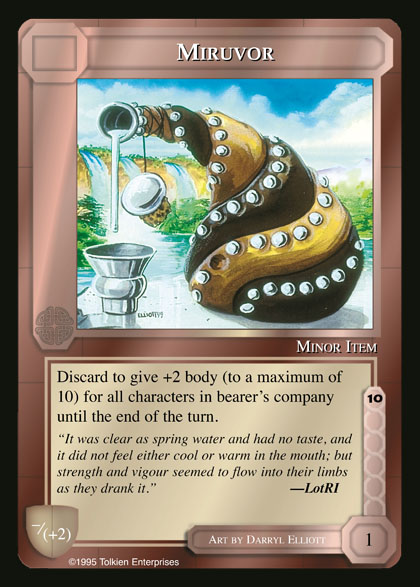 MIRUVOR
ELLIOTT94
MINOR ITEM
Discard to give +2 body (to a maximum of
10) for all characters in bearer’s company
until the end of the turn.
10
“It was clear as spring water and had no taste, and
it did not feel either cool or warm in the mouth; but
strength and vigour seemed to flow into their limbs
as they drank it.” —LotRI
–/(+2)
ART BY DARRYL ELLIOTT
1
©1995 Tolkien Enterprises